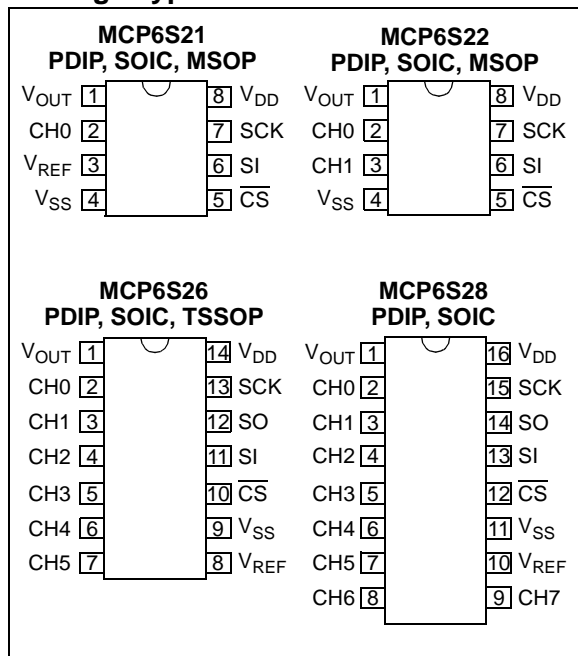 MCP6S21
PDIP, SOIC, MSOP
VOUT 1 8 VDD
CH0 2 7 SCK
VREF 3 6 SI
VSS 4 5 CS
MCP6S22
PDIP, SOIC, MSOP
VOUT 1 8 VDD
CH0 2 7 SCK
CH1 3 6 SI
VSS 4 5 CS
MCP6S26
PDIP, SOIC, TSSOP
VOUT 1 14 VDD
CH0 2 13 SCK
CH1 3 12 SO
CH2 4 11 SI
CH3 5 10 CS
CH4 6 9 VSS
CH5 7 8 VREF
MCP6S28
PDIP, SOIC
VOUT 1 16 VDD
CH0 2 15 SCK
CH1 3 14 SO
CH2 4 13 SI
CH3 5 12 CS
CH4 6 11 VSS
CH5 7 10 VREF
CH6 8 9 CH7